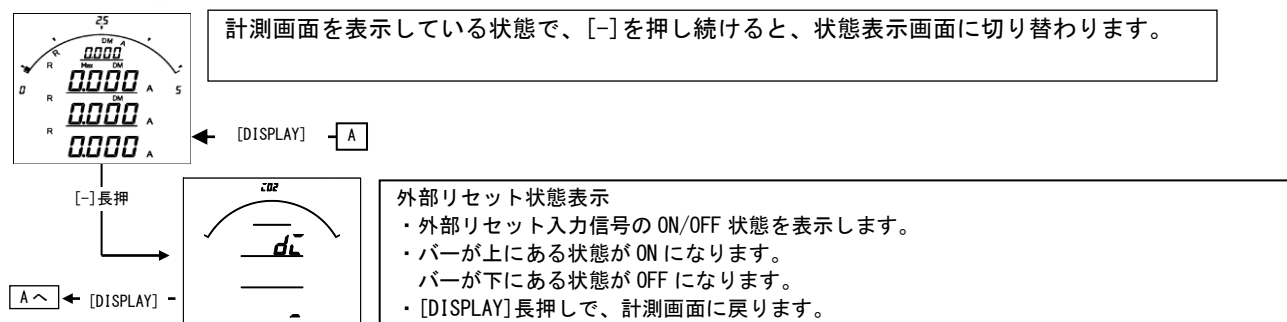 計測画面を表示している状態で、[-]を押し続けると、状態表示画面に切り替わります。
25
DM A
R 0.000
R Max DM
0.000 A
0 5
R DM
0.000 A
R
0.000 A
[DISPLAY] A
[-]長押
外部リセット状態表示
・外部リセット入力信号の ON/OFF 状態を表示します。
・バーが上にある状態が ON になります。
バーが下にある状態が OFF になります。
・[DISPLAY]長押しで、計測画面に戻ります。
di
Aへ [DISPLAY]